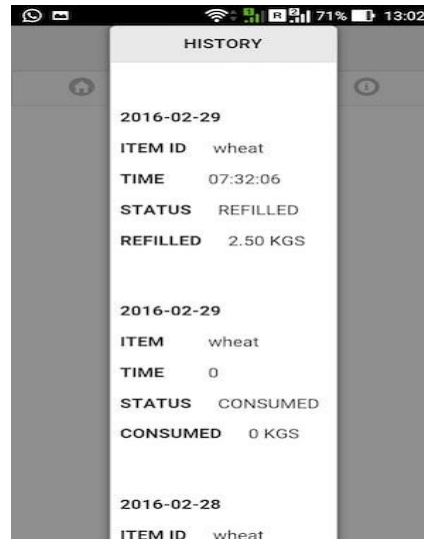 1 R 2 71% 13:02
HISTORY
2016-02-29
ITEM ID wheat
TIME 07:32:06
STATUS REFILLED
REFILLED 2.50 KGS
2016-02-29
ITEM wheat
TIME 0
STATUS CONSUMED
CONSUMED 0 KGS
2016-02-28
ITEM ID wheat